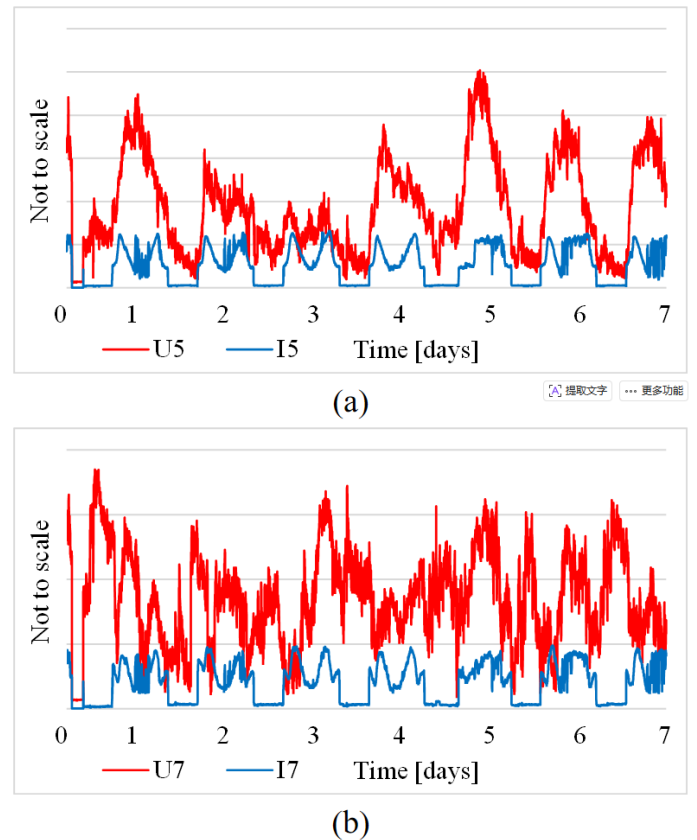 Not to scale
0 1 2 3 4 5 6 7
U5 I5 Time [days]
(a)
提取文字 更多功能
Not to scale
0 1 2 3 4 5 6 7
U7 I7 Time [days]
(b)